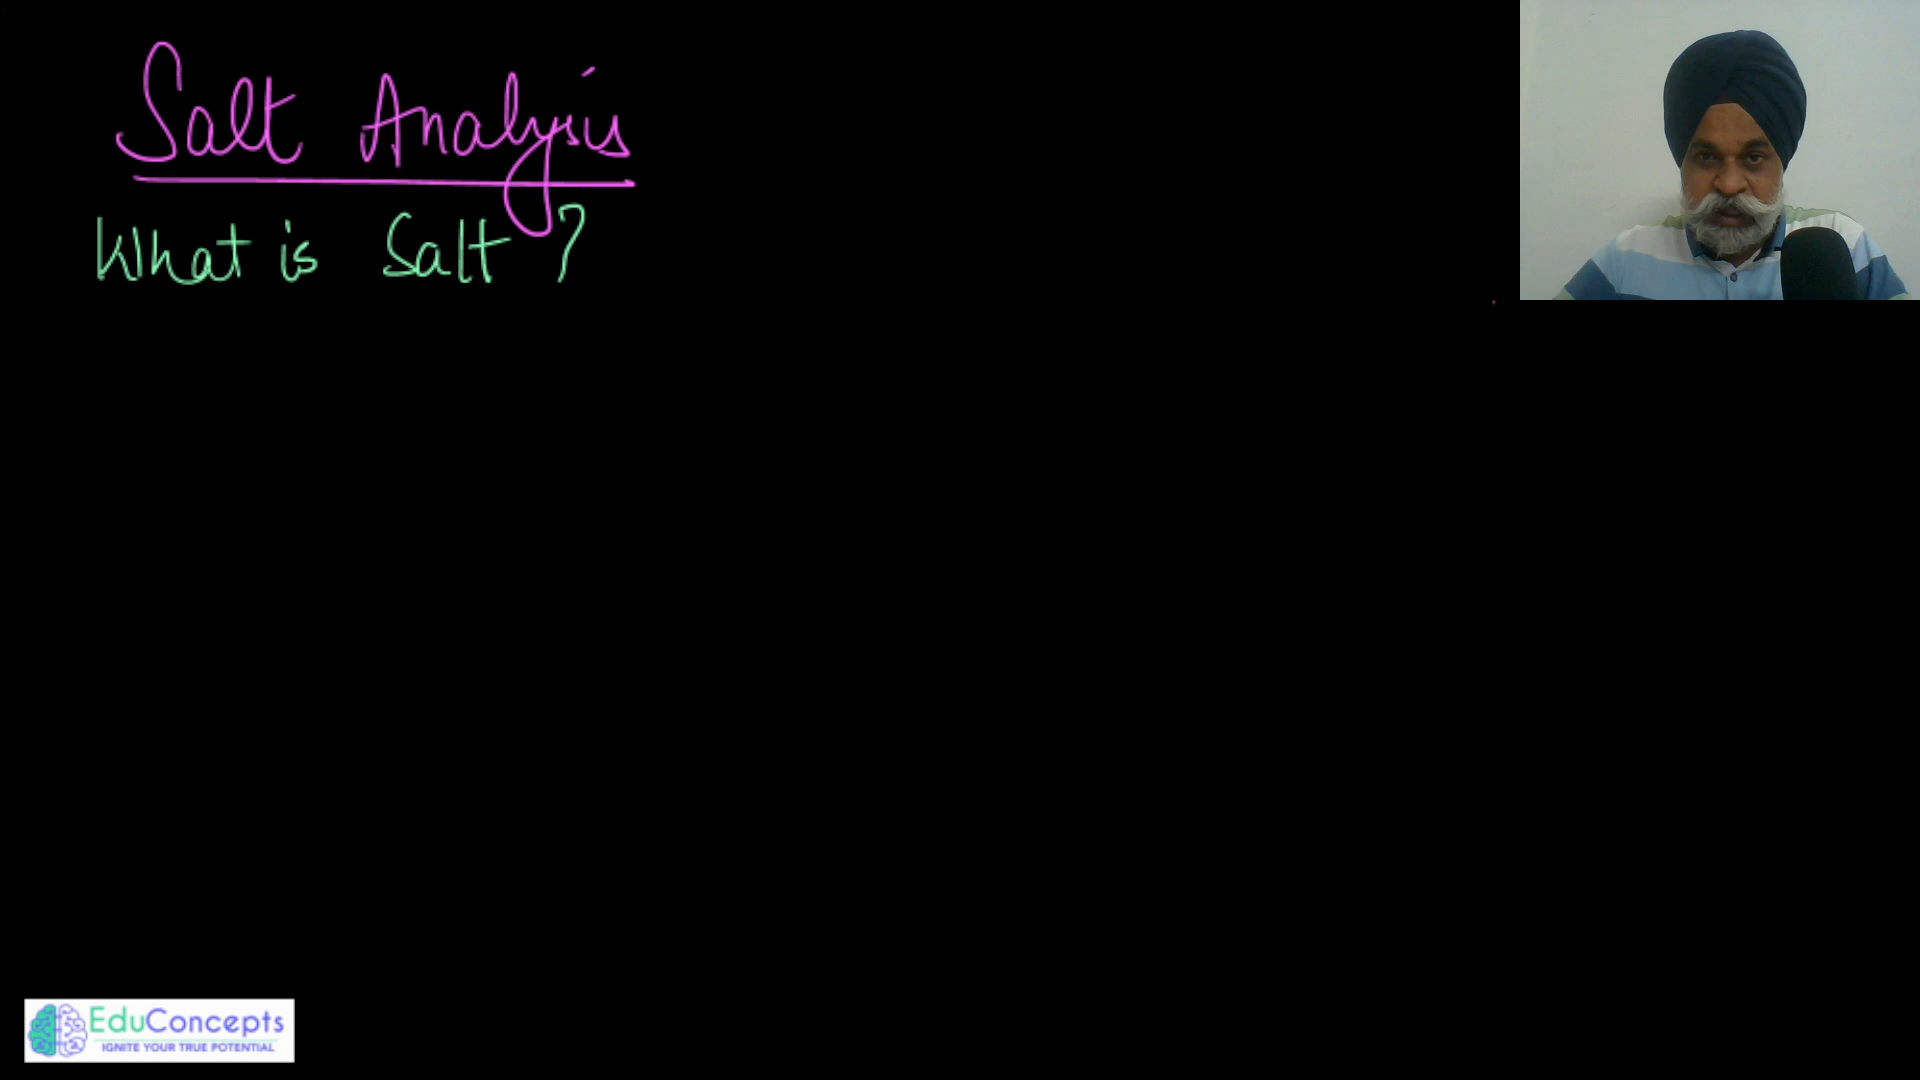 Salt Analysis
What is Salt ?
EduConcepts
IGNITE YOUR TRUE POTENTIAL